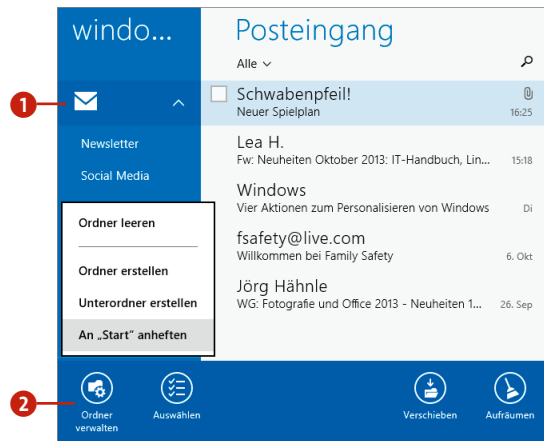 windo...
Posteingang
Alle
1
Schwabenpfeil!
Neuer Spielplan 16:25
Newsletter
Social Media
Lea H.
Fw: Neuheiten Oktober 2013: IT-Handbuch, Lin... 15:18
Windows
Vier Aktionen zum Personalisieren von Windows Di
fsafety@live.com
Willkommen bei Family Safety 6. Okt
Jörg Hähnle
WG: Fotografie und Office 2013 - Neuheiten 1... 26. Sep
Ordner leeren
Ordner erstellen
Unterordner erstellen
An „Start" anheften
2
Ordner
verwalten
Auswählen
Verschieben
Aufräumen